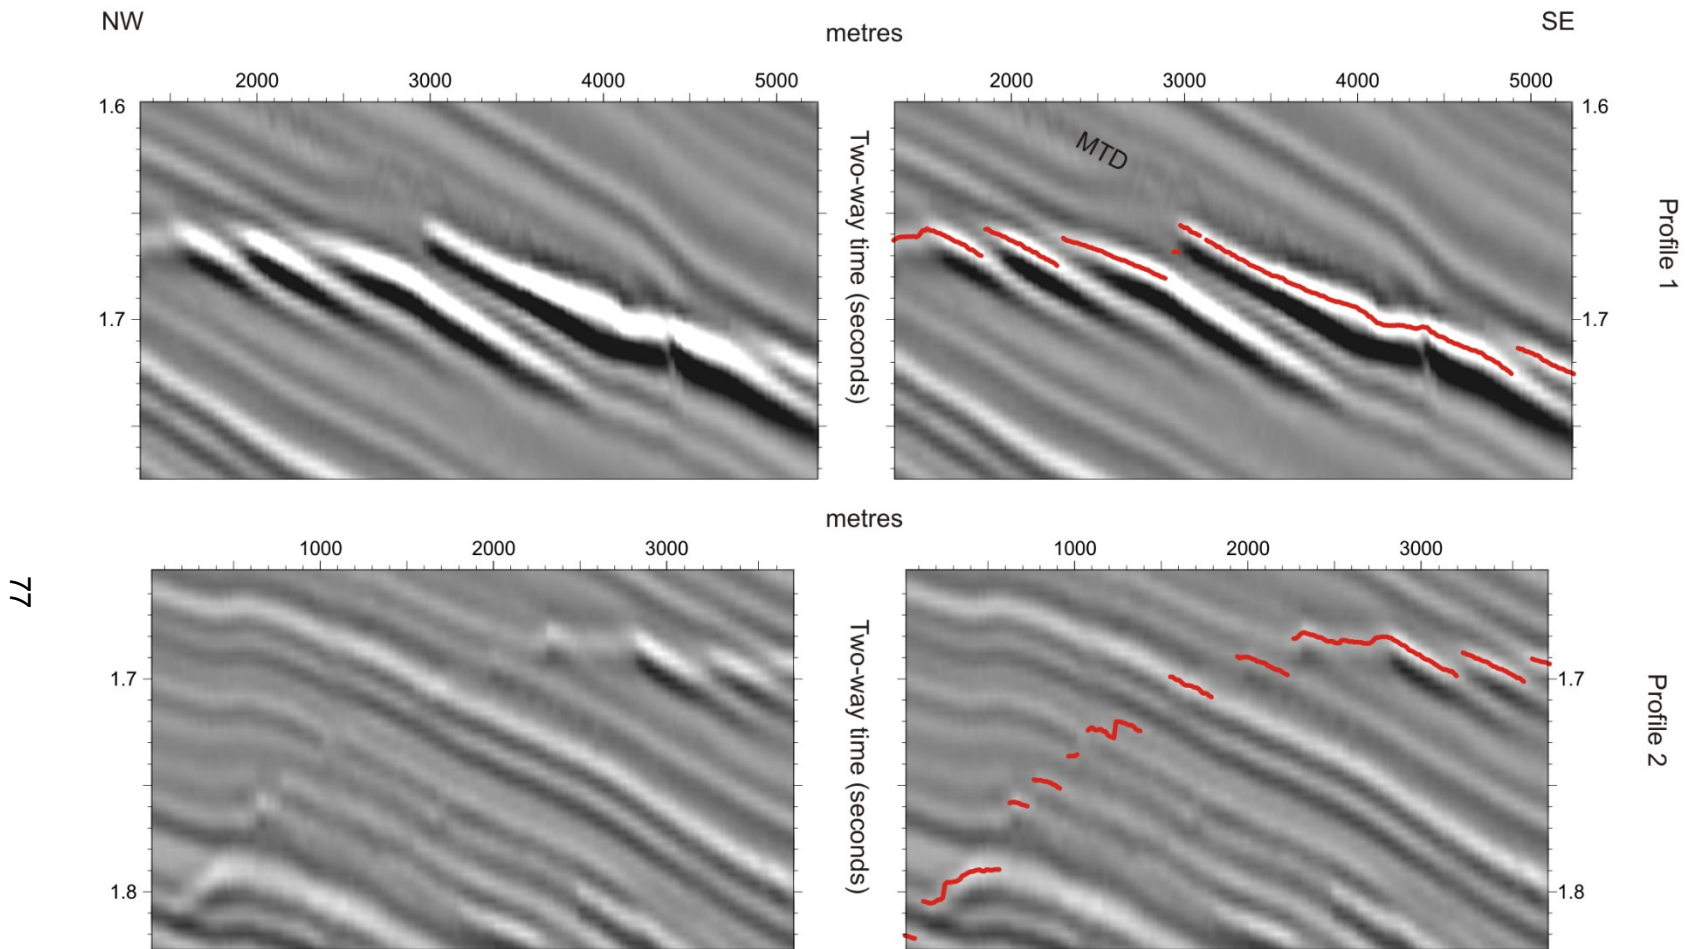 NW
SE
metres
2000 3000 4000 5000
2000 3000 4000 5000
1.6
1.6
MTD
Two-way time (seconds)
Profile 1
1.7
1.7
metres
1000 2000 3000
1000 2000 3000
77
Two-way time (seconds)
Profile 2
1.7
1.7
1.8
1.8